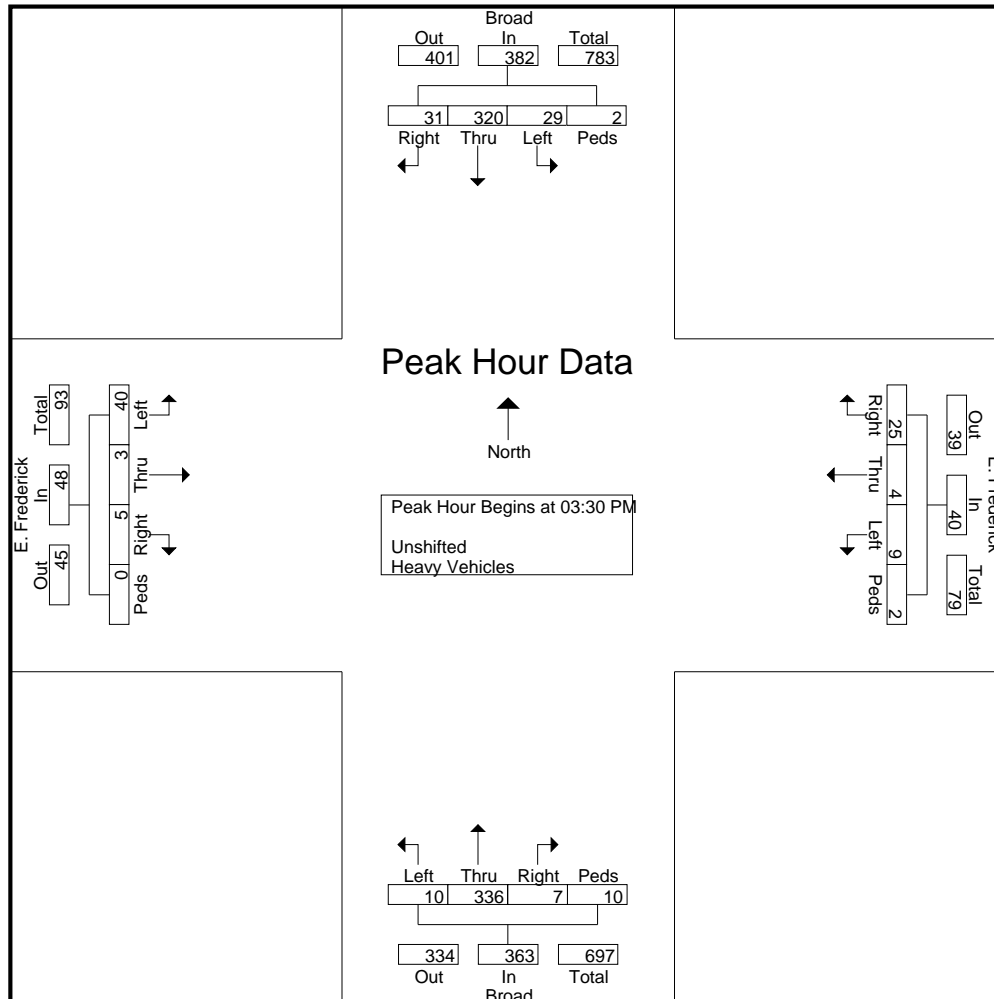 Broad
Out In Total
401 382 783
31 320 29 2
Right Thru Left Peds
Peak Hour Data
North
Peak Hour Begins at 03:30 PM
Unshifted
Heavy Vehicles
E. Frederick
Total In Out
93 48 45
40 3 5 0
Left Thru Right Peds
Right Thru Left Peds
25 4 9 2
39 40 79
Out In Total
E. Frederick
Left Thru Right Peds
10 336 7 10
334 363 697
Out In Total
Broad